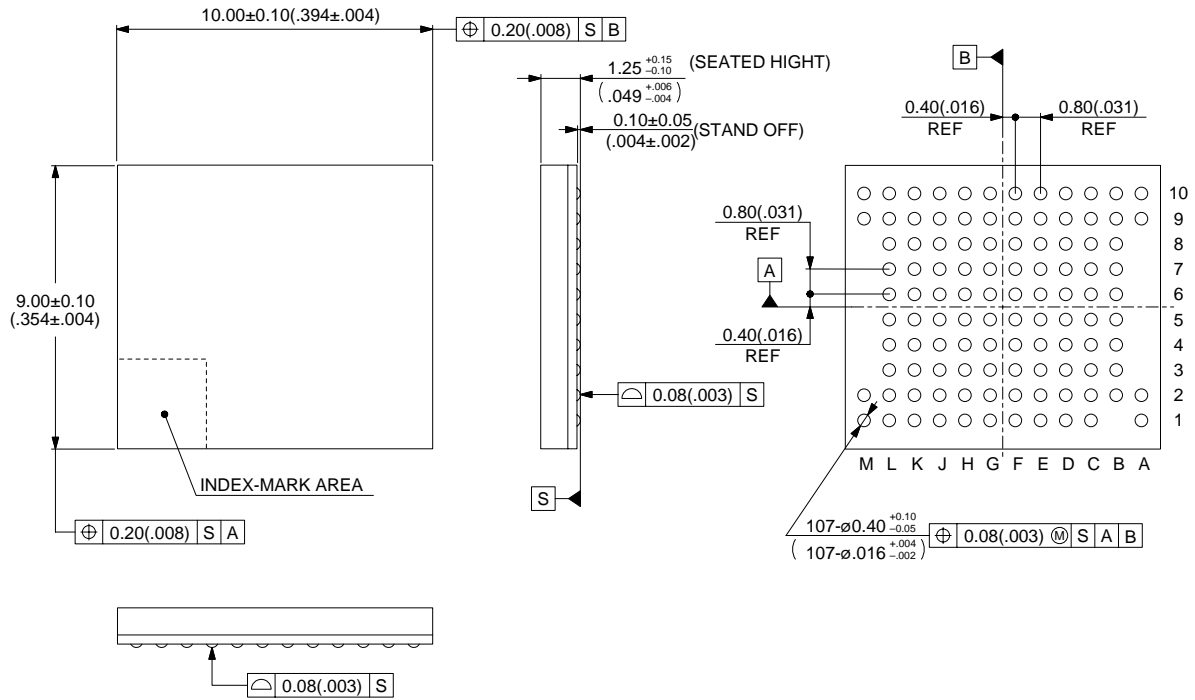 10.00±0.10(.394±.004)
⌖ 0.20(.008) S B
1.25 +0.15 −0.10 (SEATED HIGHT)
(.049 +.006 −.004)
0.10±0.05 (STAND OFF)
(.004±.002)
B
0.40(.016)
REF
0.80(.031)
REF
0.80(.031)
REF
A
0.40(.016)
REF
10
9
8
7
6
5
4
3
2
1
M L K J H G F E D C B A
9.00±0.10
(.354±.004)
INDEX-MARK AREA
⌖ 0.20(.008) S A
⌓ 0.08(.003) S
S
107-ø0.40 +0.10 −0.05
(107-ø.016 +.004 −.002)
⌖ 0.08(.003) Ⓜ S A B
⌓ 0.08(.003) S